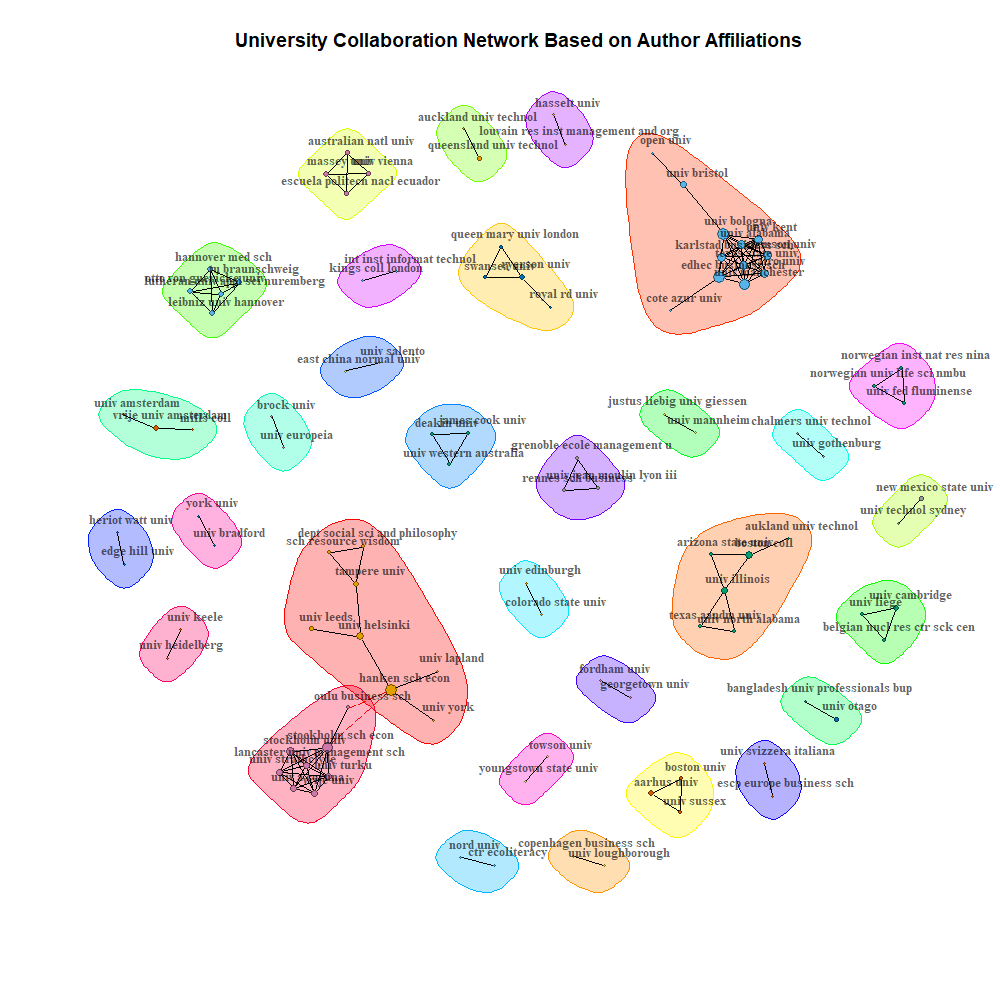 University Collaboration Network Based on Author Affiliations
hasselt univ
auckland univ technol
louvain res inst management and org
australian natl univ
open univ
queensland univ technol
massey univ
univ vienna
univ bristol
escuela politecn nacl ecuador
univ bologna
univ kent
queen mary univ london
univ alabama
karlstad
hannover med sch
int inst informat technol
kings coll london
swansea univ
ryerson univ
edhec
tu braunschweig
leibniz univ hannover
royal rd univ
cote azur univ
univ salento
east china normal univ
norwegian inst nat res nina
norwegian univ life sci nmbu
univ fed fluminense
univ amsterdam
vrije univ amsterdam
mills coll
brock univ
univ europeia
james cook univ
deakin univ
univ western australia
justus liebig univ giessen
univ mannheim
chalmers univ technol
univ gothenburg
grenoble ecole management
univ jean moulin lyon iii
rennes sch business
new mexico state univ
univ technol sydney
york univ
univ bradford
heriot watt univ
edge hill univ
dept social sci and philosophy
sch resource wisdom
tampere univ
aukland univ technol
arizona state univ
boston coll
univ illinois
univ edinburgh
colorado state univ
univ cambridge
univ liege
belgian nucl res ctr sck cen
texas aandm univ
univ north alabama
univ leeds
univ helsinki
univ keele
univ heidelberg
univ lapland
hanken sch econ
oulu business sch
univ york
fordham univ
georgetown univ
bangladesh univ professionals bup
univ otago
stockholm sch econ
stockholm univ
lancaster univ management sch
univ turku
towson univ
youngstown state univ
univ svizzera italiana
escp europe business sch
boston univ
aarhus univ
univ sussex
nord univ
ctr ecoliteracy
copenhagen business sch
univ loughborough